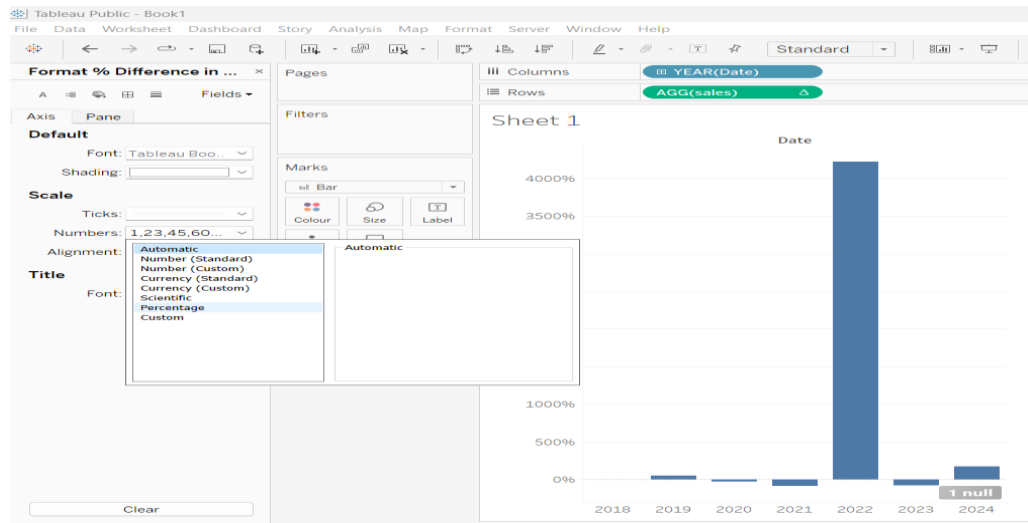 Tableau Public - Book1
File Data Worksheet Dashboard Story Analysis Map Format Server Window Help
Standard
Format % Difference in ... ×
Fields
Axis Pane
Default
Font: Tableau Boo..
Shading:
Scale
Ticks:
Numbers: 1,23,45,60...
Alignment:
Title
Font:
Automatic
Number (Standard)
Number (Custom)
Currency (Standard)
Currency (Custom)
Scientific
Percentage
Custom
Automatic
Clear
Pages
Filters
Marks
Bar
Colour Size Label
Columns YEAR(Date)
Rows AGG(sales)
Sheet 1
Date
4000%
3500%
1000%
500%
0%
1 null
2018 2019 2020 2021 2022 2023 2024